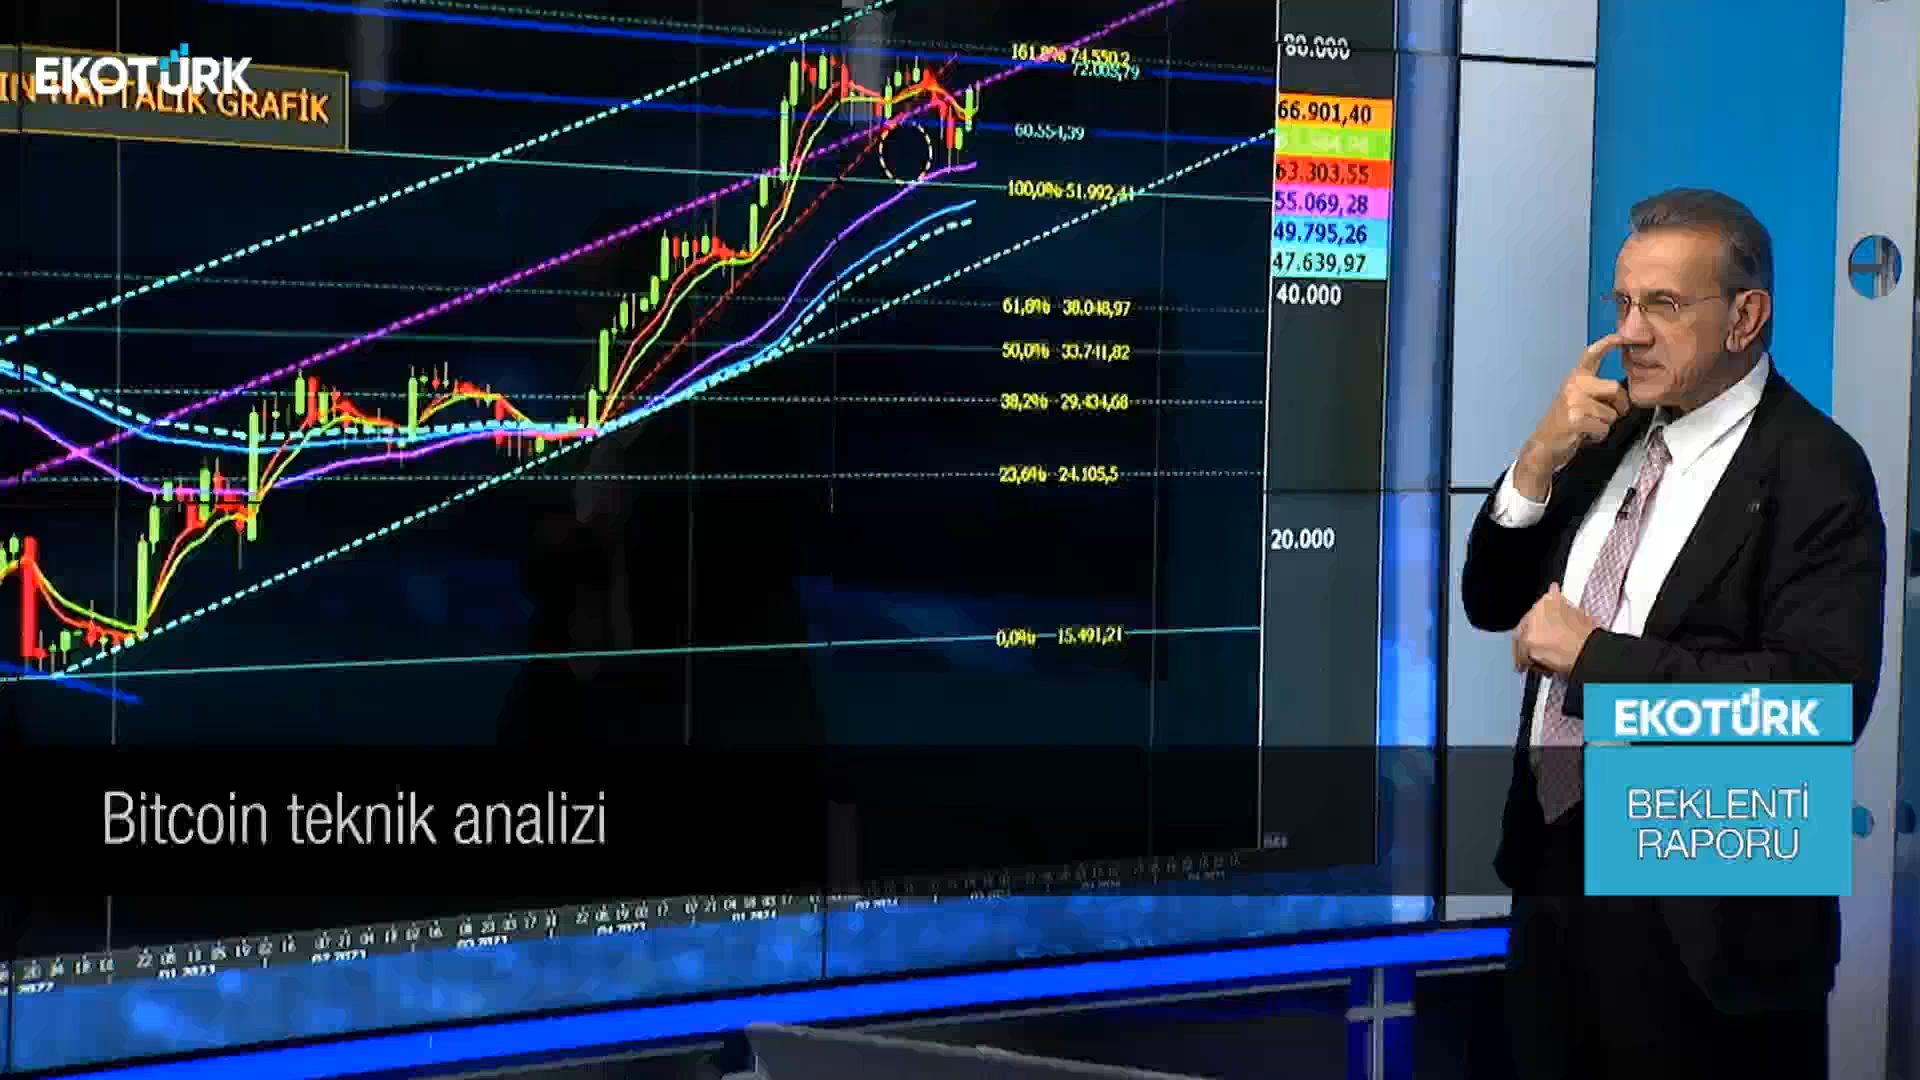 EKOTÜRK
IN HAFTALIK GRAFİK
161,8% 74.550,2
72.003,79
80.000
66.901,40
60.554,39
63.303,55
100,0% 51.992,41
55.069,28
49.795,26
47.639,97
61,8% 38.048,97
40.000
50,0% 33.741,82
38,2% 29.434,68
23,6% 24.105,5
20.000
0,0% 15.491,21
EKOTÜRK
BEKLENTİ
RAPORU
Bitcoin teknik analizi